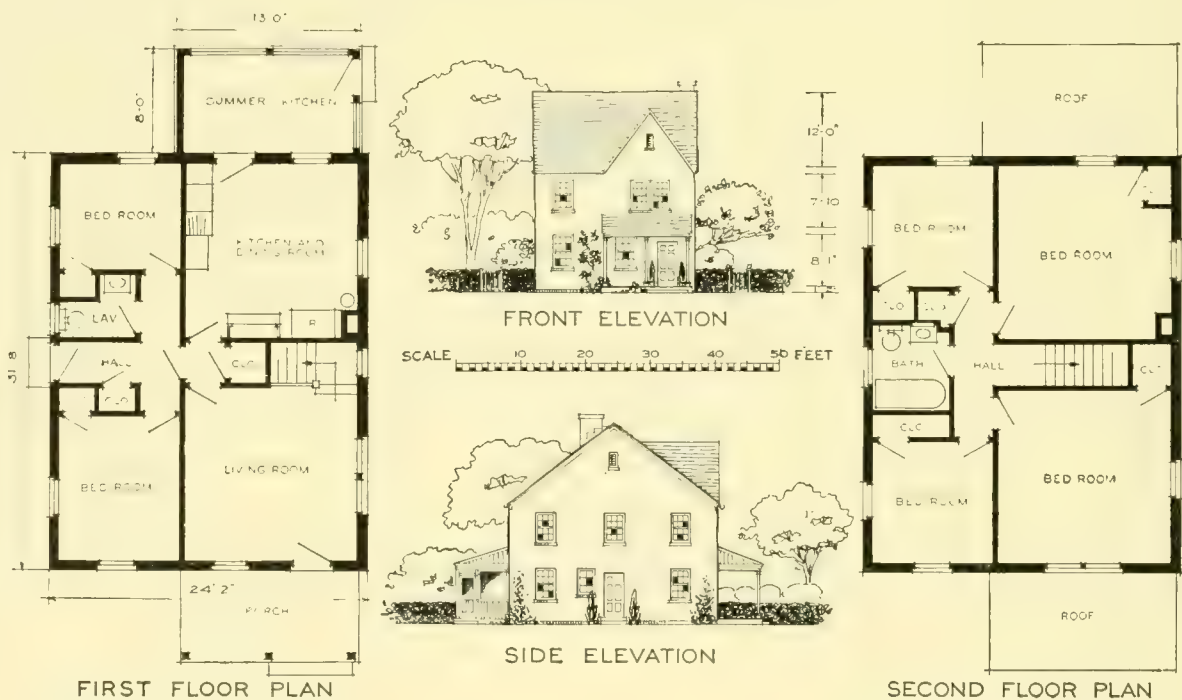 13'0"
8'-0"
SUMMER KITCHEN
BED ROOM
KITCHEN AND
DINING ROOM
LAV
R
HALL
CLO
CLO
31'8
BED ROOM
LIVING ROOM
24'2"
PORCH
FIRST FLOOR PLAN
12'-0"
7'-10
8'-1"
FRONT ELEVATION
SCALE 10 20 30 40 50 FEET
SIDE ELEVATION
ROOF
BED ROOM
BED ROOM
CLO
BATH
HALL
CLO
BED ROOM
BED ROOM
ROOF
SECOND FLOOR PLAN